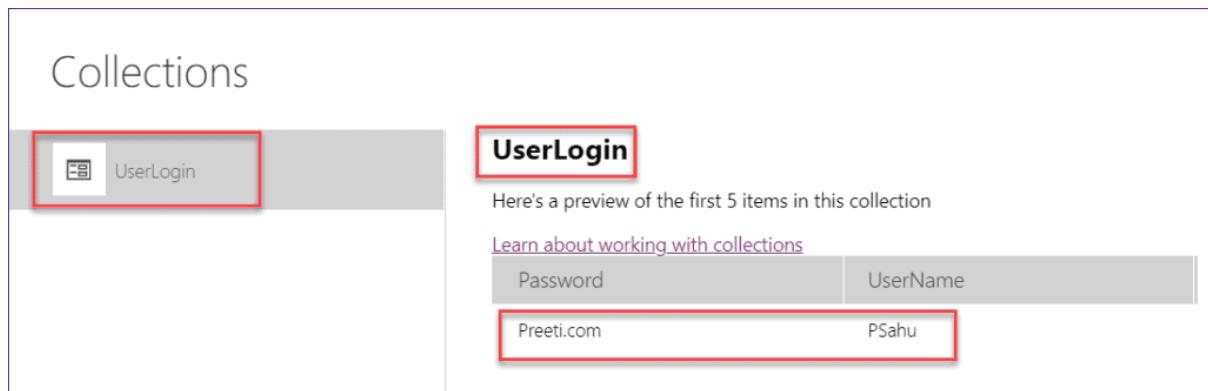 Collections
UserLogin
UserLogin
Here's a preview of the first 5 items in this collection
Learn about working with collections
Password UserName
Preeti.com PSahu